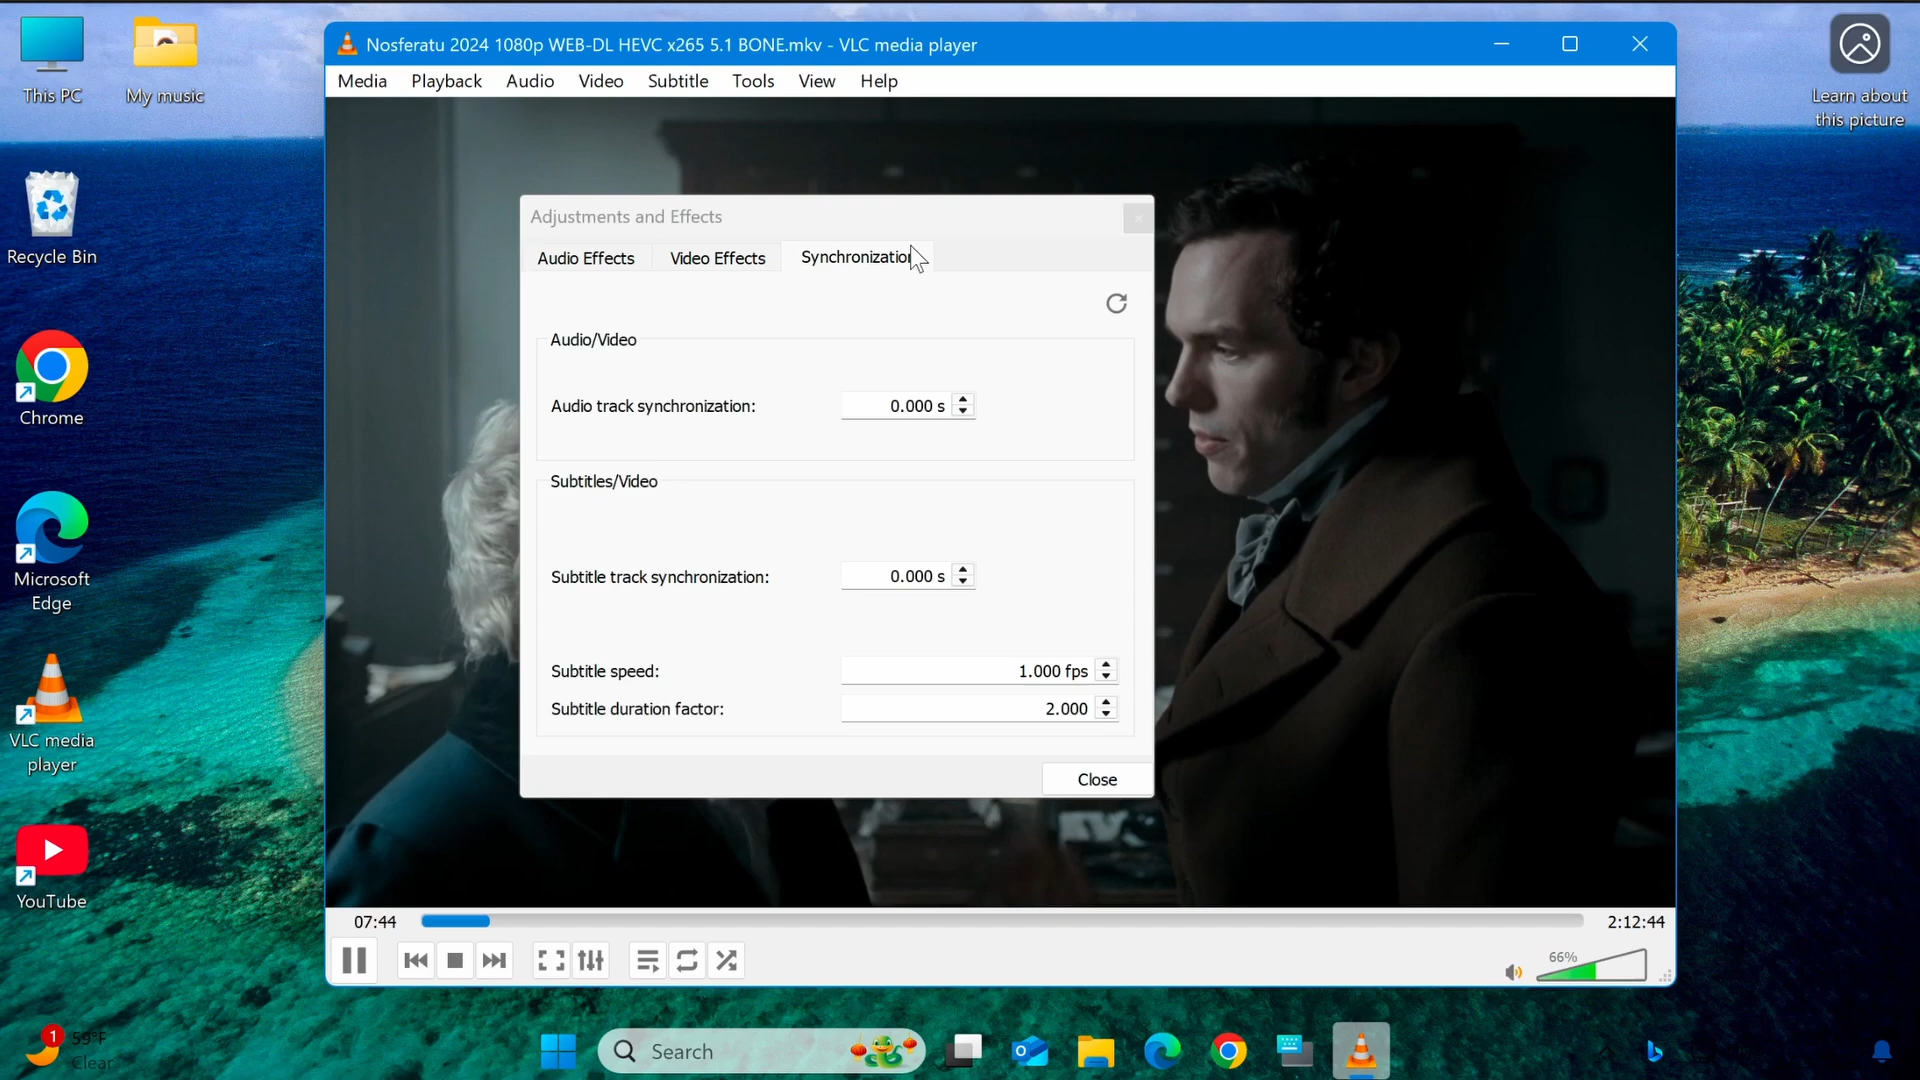 This PC
My music
Recycle Bin
Chrome
Microsoft
Edge
VLC media
player
YouTube
Learn about
this picture
Nosferatu 2024 1080p WEB-DL HEVC x265 5.1 BONE.mkv - VLC media player
Media Playback Audio Video Subtitle Tools View Help
Adjustments and Effects
Audio Effects Video Effects Synchronization
Audio/Video
Audio track synchronization: 0.000 s
Subtitles/Video
Subtitle track synchronization: 0.000 s
Subtitle speed: 1.000 fps
Subtitle duration factor: 2.000
Close
07:44 2:12:44
66%
1 59°F
Clear
Search